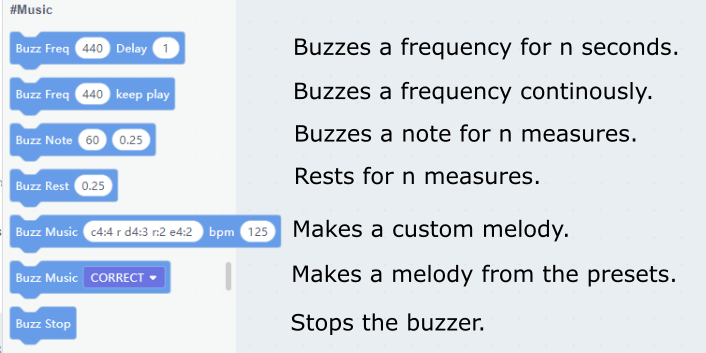 #Music
Buzz Freq 440 Delay 1 Buzzes a frequency for n seconds.
Buzz Freq 440 keep play Buzzes a frequency continously.
Buzz Note 60 0.25 Buzzes a note for n measures.
Buzz Rest 0.25 Rests for n measures.
Buzz Music c4:4 r d4:3 r:2 e4:2 bpm 125 Makes a custom melody.
Buzz Music CORRECT Makes a melody from the presets.
Buzz Stop Stops the buzzer.